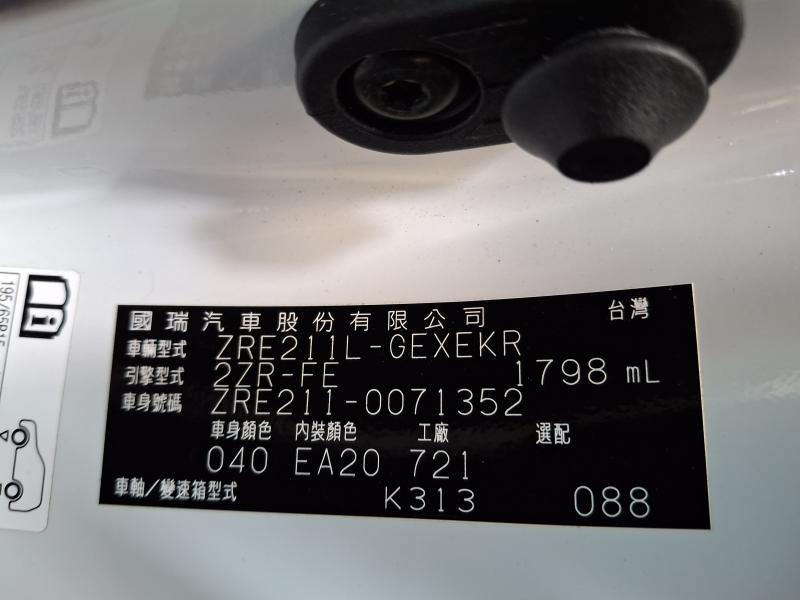 國瑞汽車股份有限公司 台灣
車輛型式 ZRE211L-GEXEKR
引擎型式 2ZR-FE 1798 mL
車身號碼 ZRE211-0071352
車身顏色 內裝顏色 工廠 選配
040 EA20 721
車軸/變速箱型式 K313 088
195/65R15